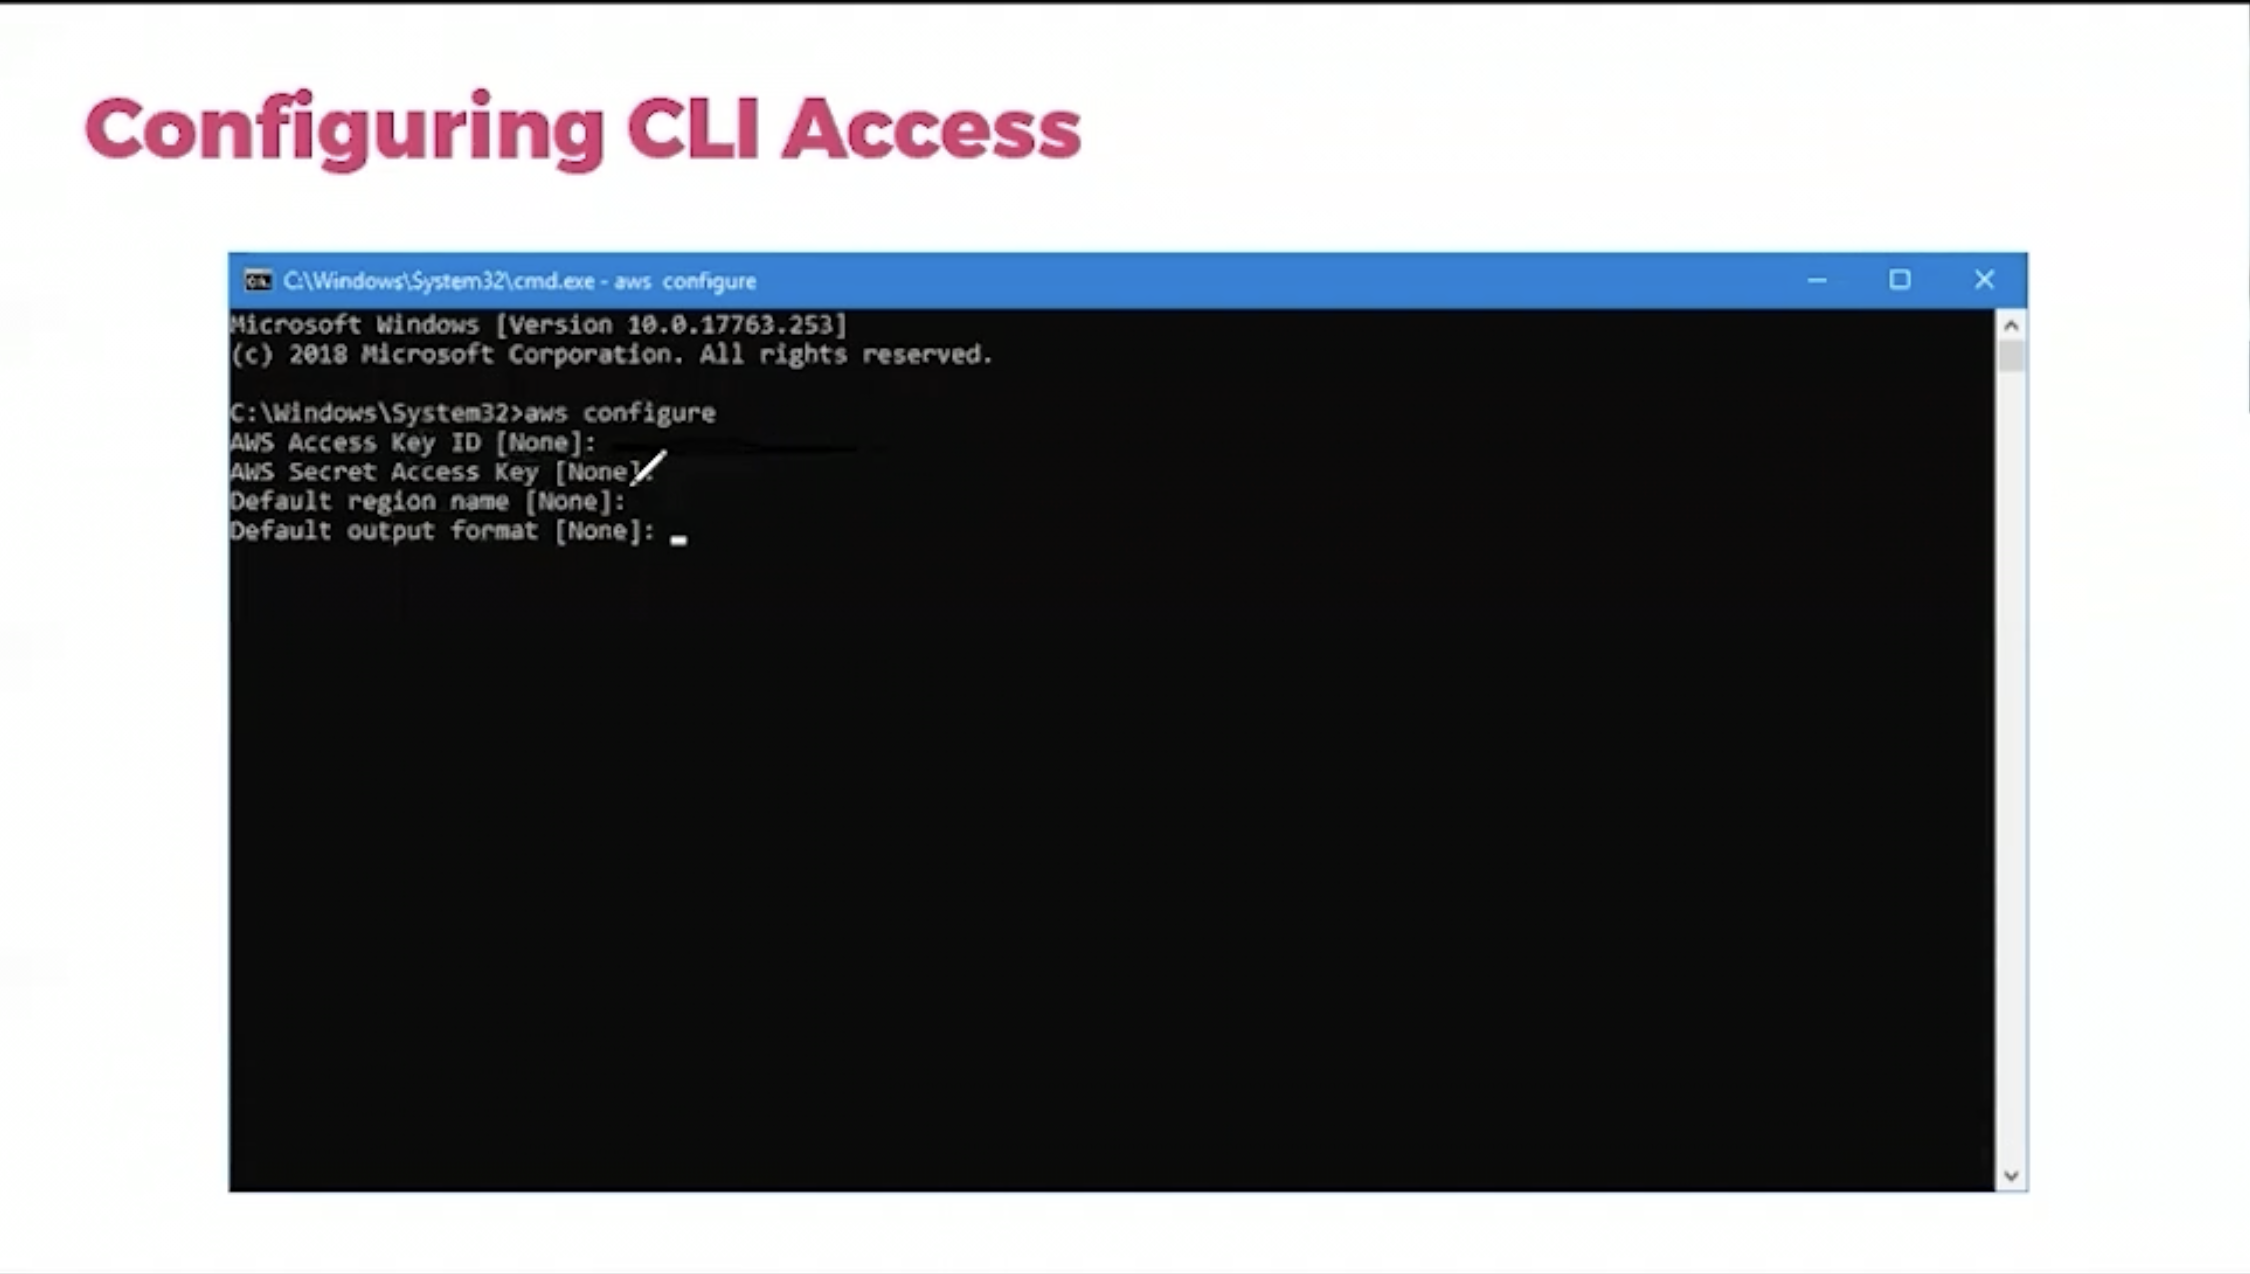 Configuring CLI Access
C:\Windows\System32\cmd.exe - aws  configure
Microsoft Windows [Version 10.0.17763.253]
(c) 2018 Microsoft Corporation. All rights reserved.
C:\Windows\System32>aws configure
AWS Access Key ID [None]:
AWS Secret Access Key [None]:
Default region name [None]:
Default output format [None]: